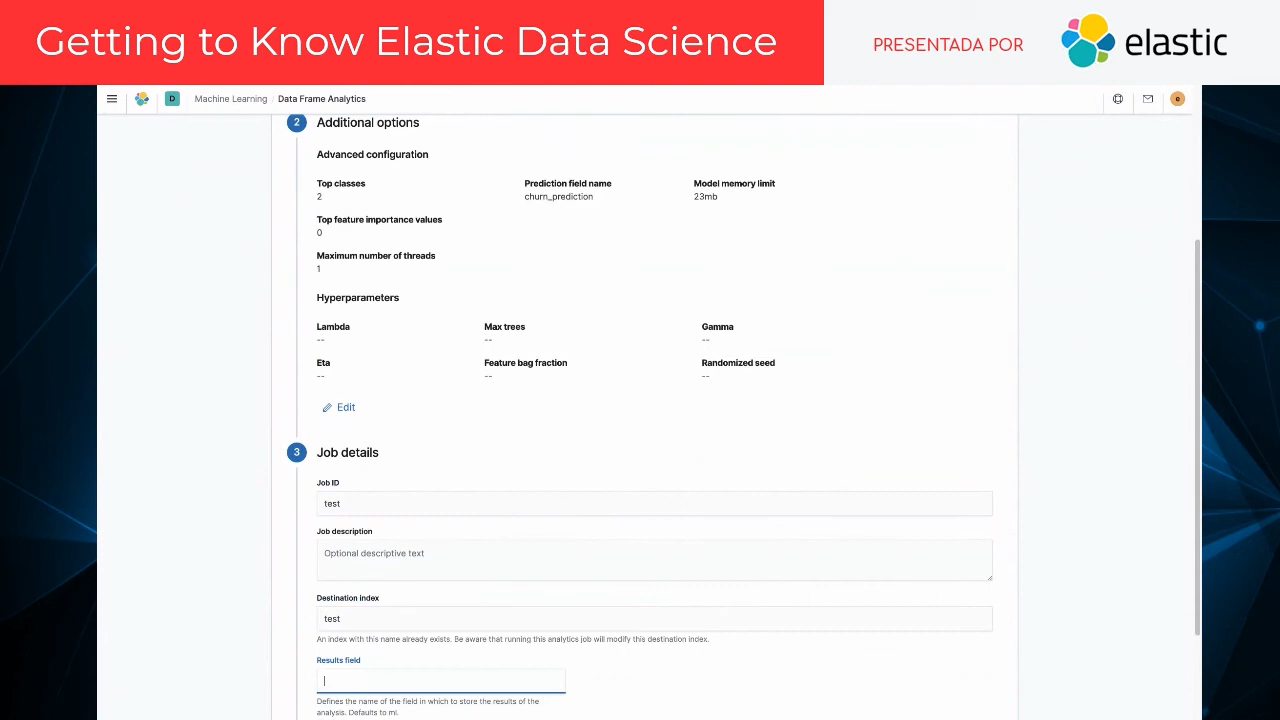 Getting to Know Elastic Data Science
PRESENTADA POR
elastic
D
Machine Learning / Data Frame Analytics
e
2 Additional options
Advanced configuration
Top classes Prediction field name Model memory limit
2 churn_prediction 23mb
Top feature importance values
0
Maximum number of threads
1
Hyperparameters
Lambda Max trees Gamma
-- -- --
Eta Feature bag fraction Randomized seed
-- -- --
Edit
3 Job details
Job ID
test
Job description
Optional descriptive text
Destination index
test
An index with this name already exists. Be aware that running this analytics job will modify this destination index.
Results field
Defines the name of the field in which to store the results of the
analysis. Defaults to ml.